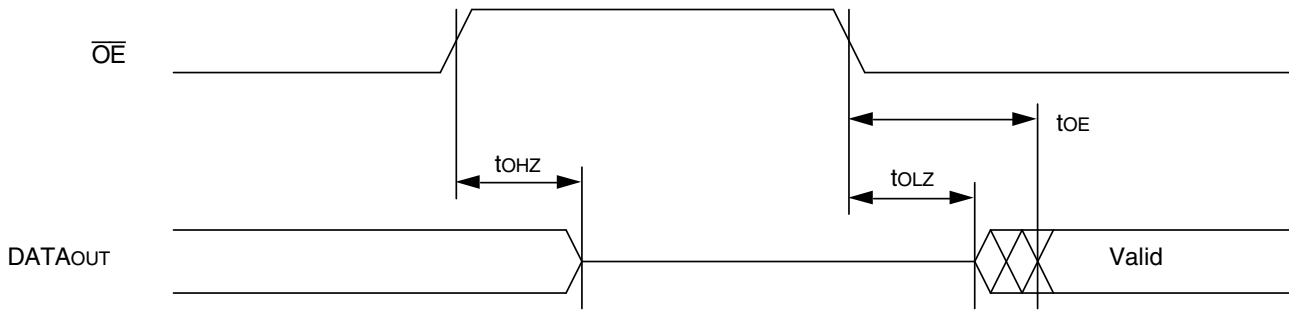 OE
tOE
tOHZ
tOLZ
DATAOUT
Valid